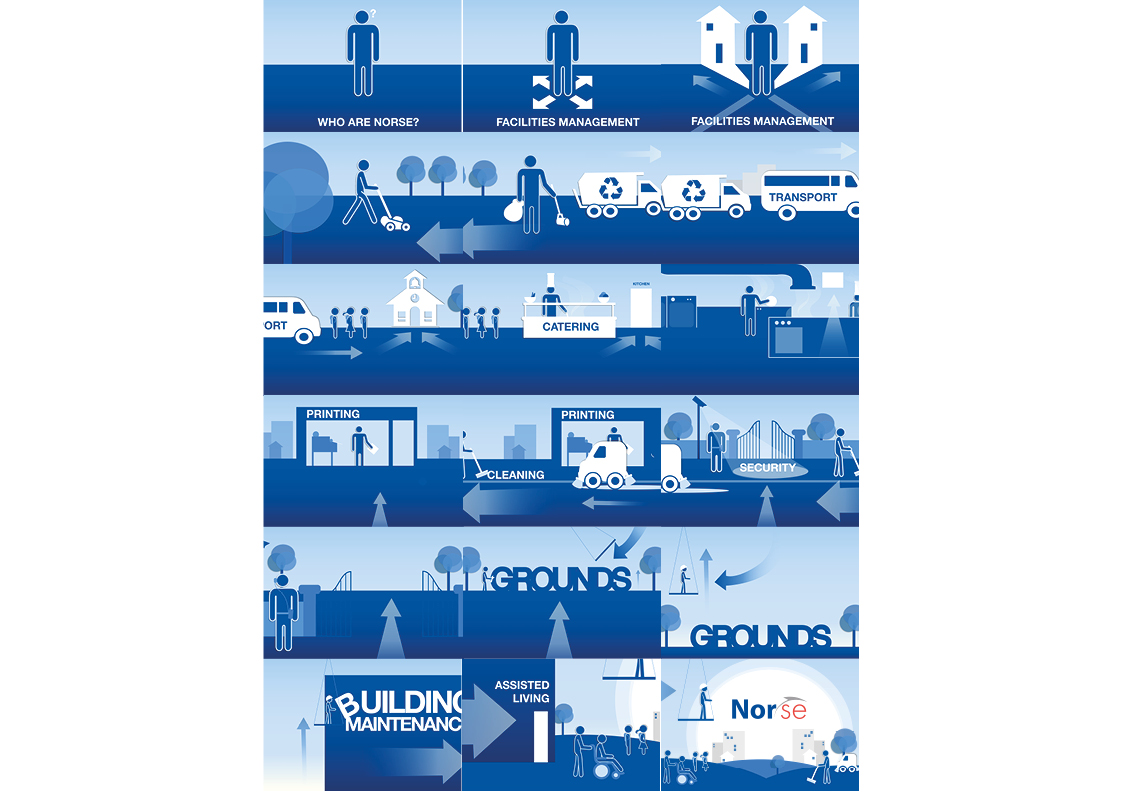 ?
WHO ARE NORSE?
FACILITIES MANAGEMENT
FACILITIES MANAGEMENT
TRANSPORT
ORT
CATERING
KITCHEN
PRINTING
CLEANING
PRINTING
SECURITY
GROUNDS
GROUNDS
BUILDING
MAINTENANC
ASSISTED
LIVING
Norse